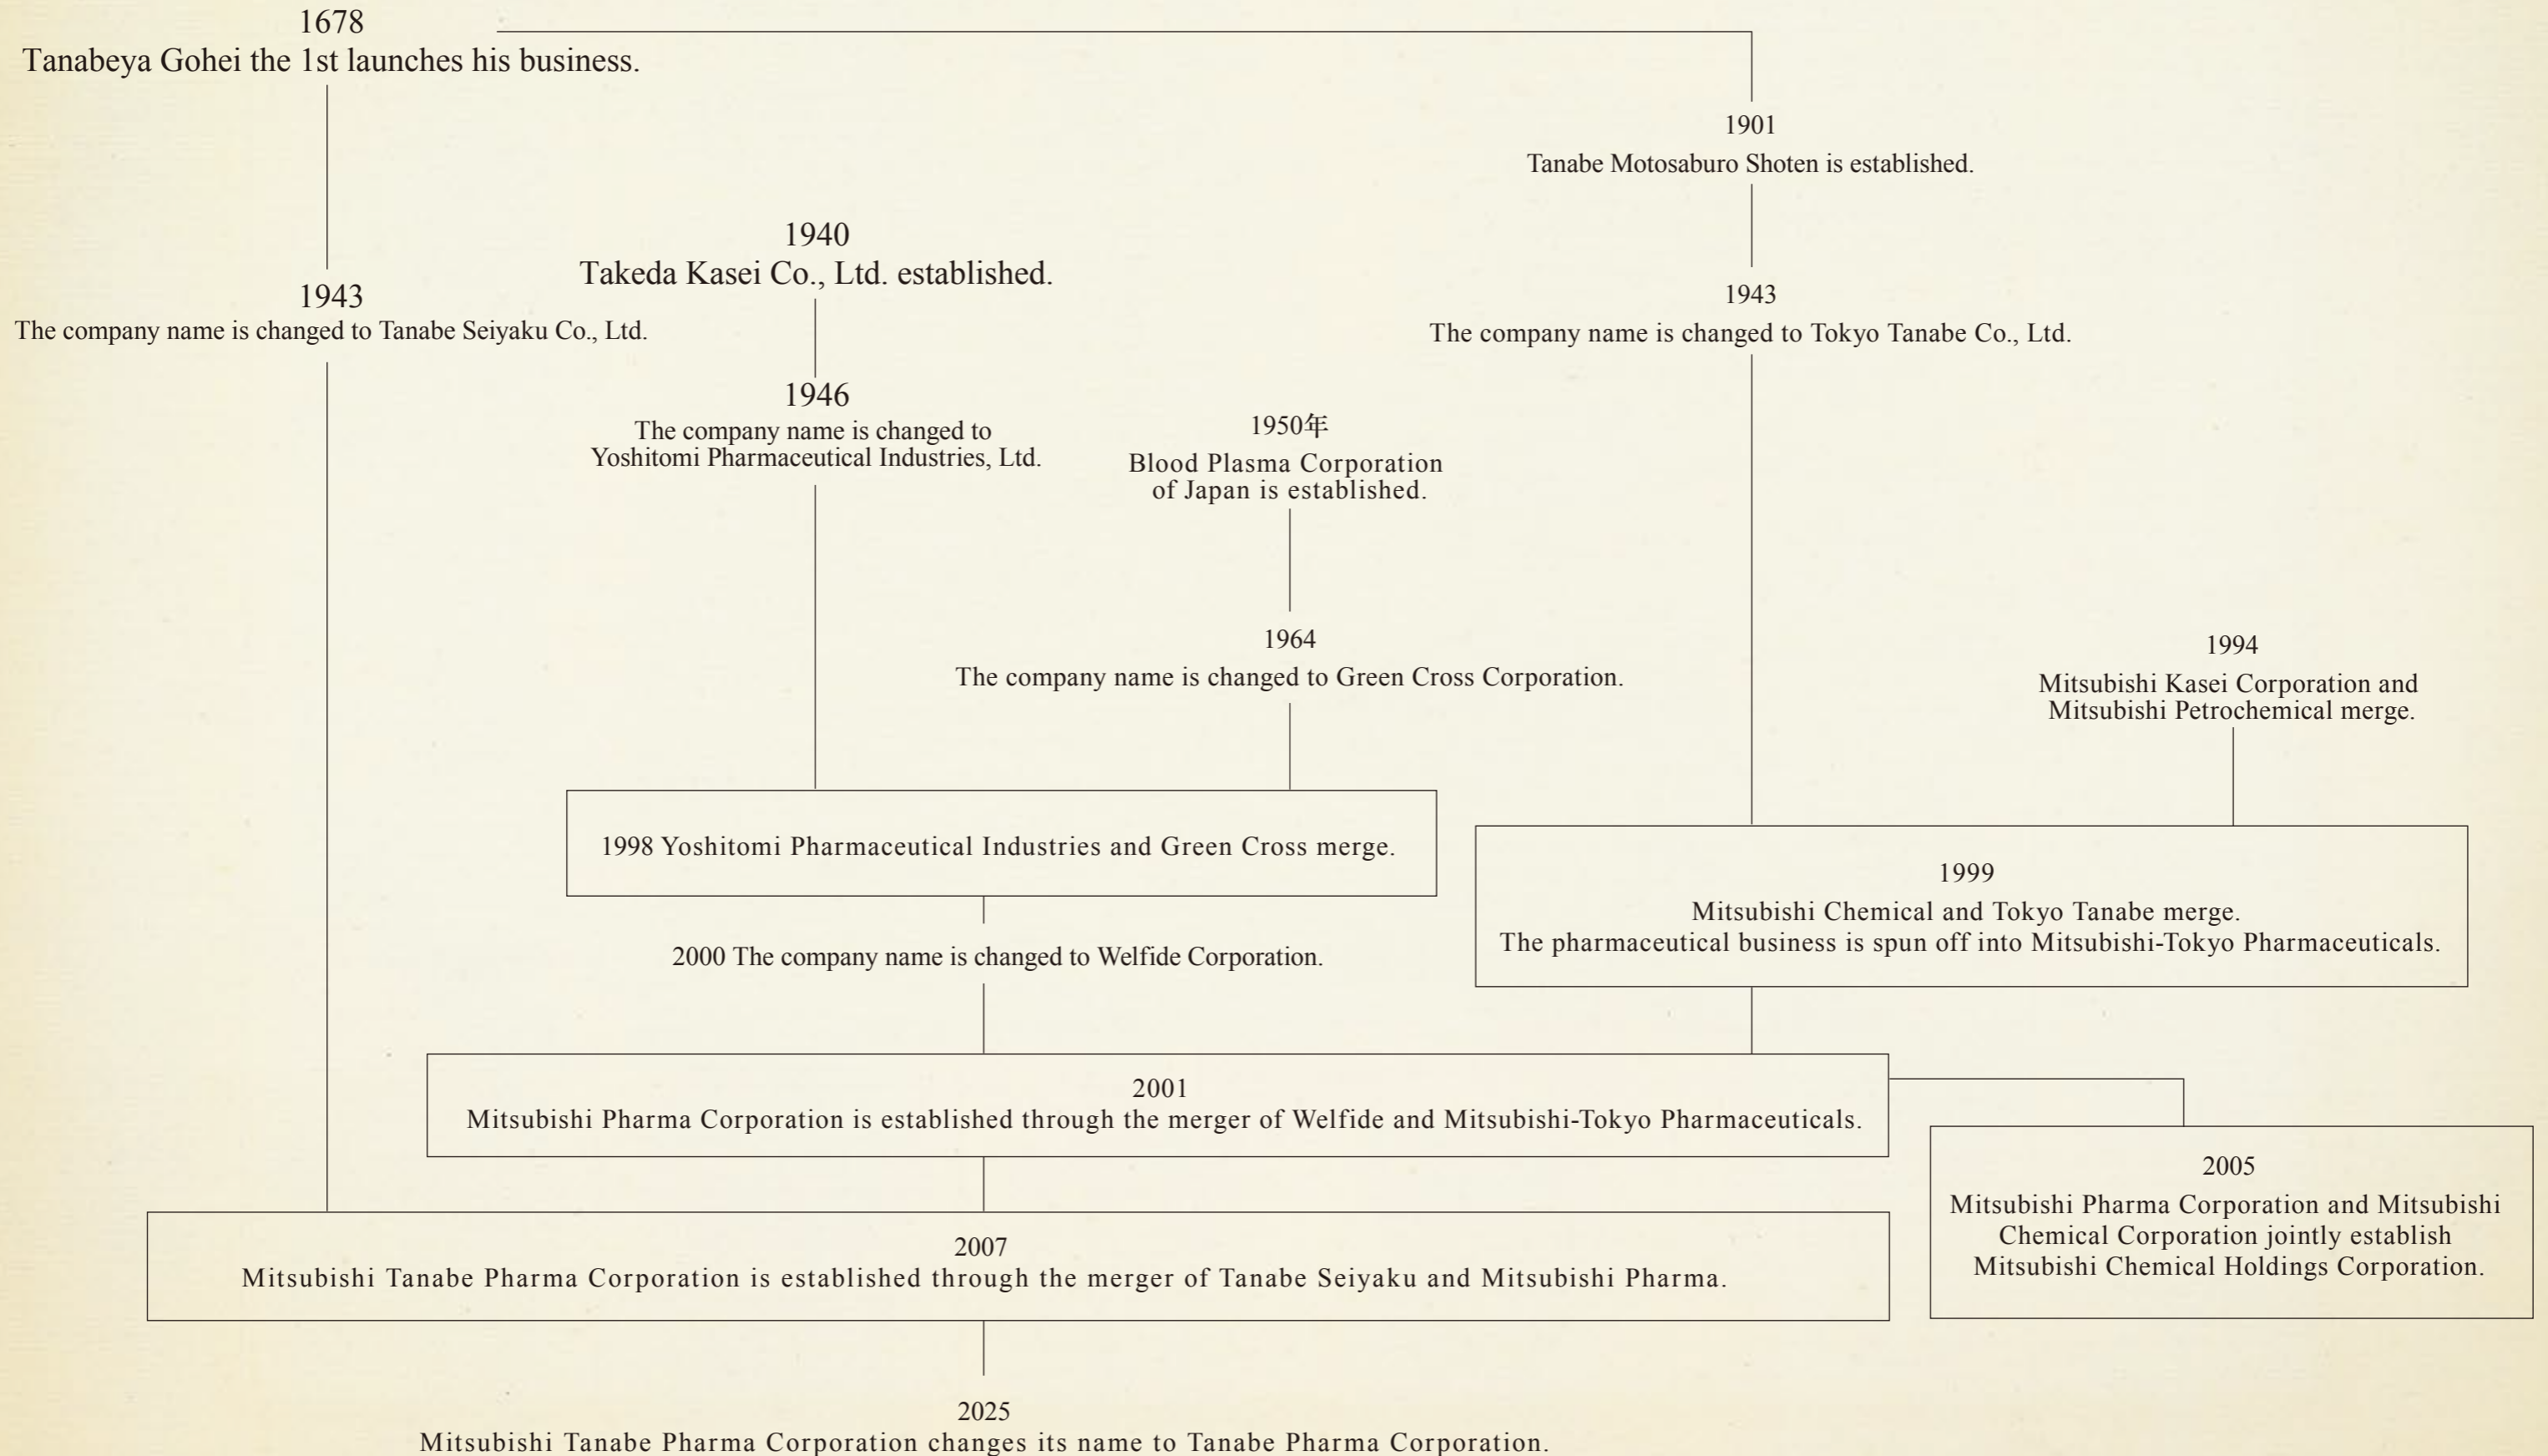 1678
Tanabeya Gohei the 1st launches his business.
1901
Tanabe Motosaburo Shoten is established.
1940
Takeda Kasei Co., Ltd. established.
1943
The company name is changed to Tanabe Seiyaku Co., Ltd.
1943
The company name is changed to Tokyo Tanabe Co., Ltd.
1946
The company name is changed to
Yoshitomi Pharmaceutical Industries, Ltd.
1950年
Blood Plasma Corporation
of Japan is established.
1964
The company name is changed to Green Cross Corporation.
1994
Mitsubishi Kasei Corporation and
Mitsubishi Petrochemical merge.
1998 Yoshitomi Pharmaceutical Industries and Green Cross merge.
1999
Mitsubishi Chemical and Tokyo Tanabe merge.
The pharmaceutical business is spun off into Mitsubishi-Tokyo Pharmaceuticals.
2000 The company name is changed to Welfide Corporation.
2001
Mitsubishi Pharma Corporation is established through the merger of Welfide and Mitsubishi-Tokyo Pharmaceuticals.
2005
Mitsubishi Pharma Corporation and Mitsubishi
Chemical Corporation jointly establish
Mitsubishi Chemical Holdings Corporation.
2007
Mitsubishi Tanabe Pharma Corporation is established through the merger of Tanabe Seiyaku and Mitsubishi Pharma.
2025
Mitsubishi Tanabe Pharma Corporation changes its name to Tanabe Pharma Corporation.